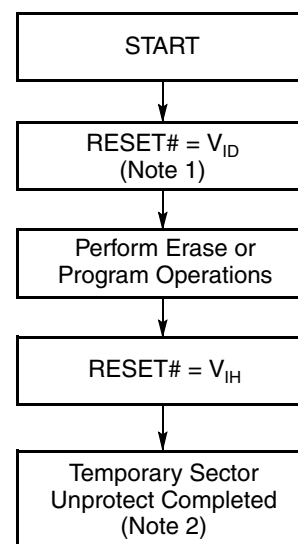 START
RESET# = V_ID
(Note 1)
Perform Erase or
Program Operations
RESET# = V_IH
Temporary Sector
Unprotect Completed
(Note 2)